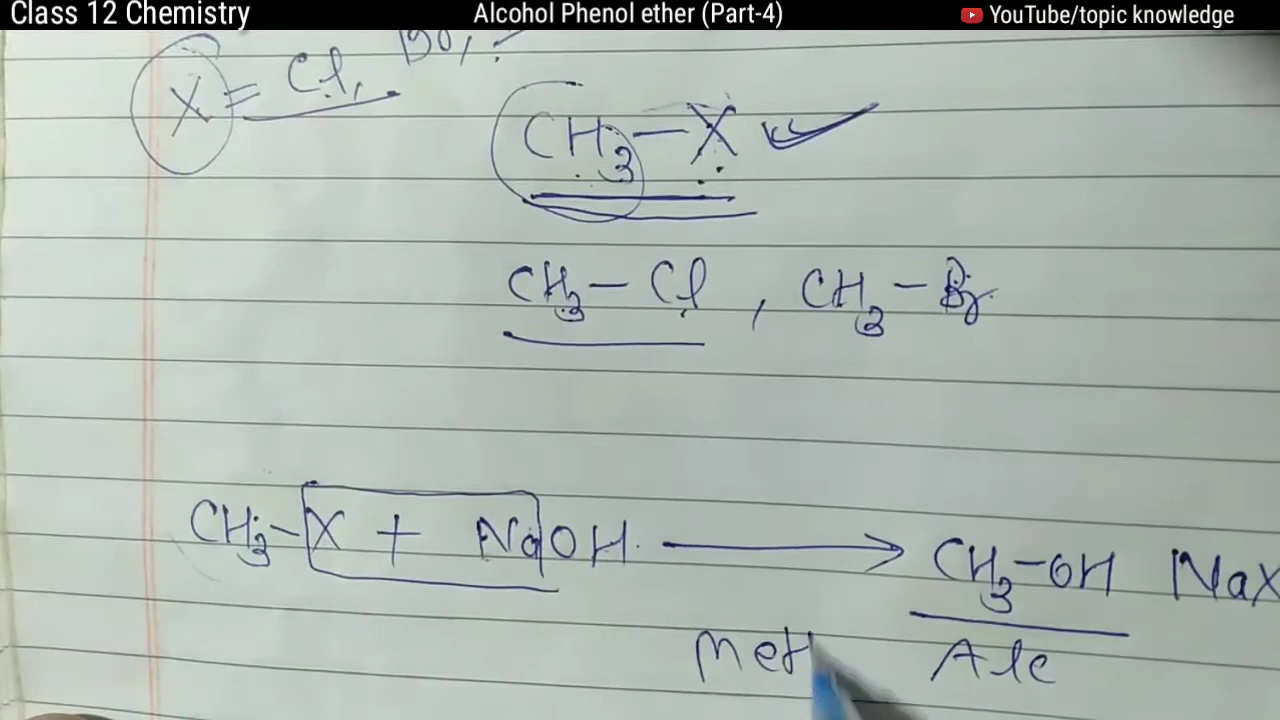 Class 12 Chemistry Alcohol Phenol ether (Part-4) YouTube/topic knowledge
X = Cl,
CH3-X
CH3-Cl, CH3-Br
CH3-X + NaOH → CH3-OH NaX
Meth Alc